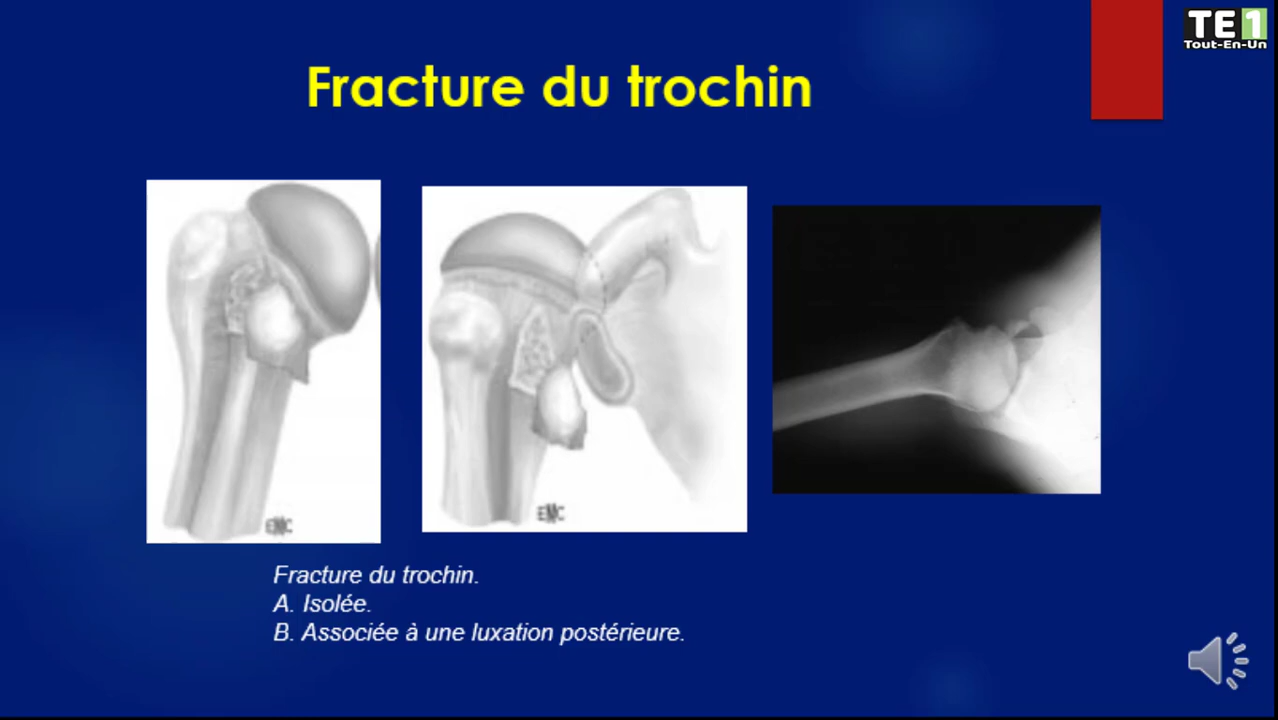 TE1
Tout-En-Un
Fracture du trochin
EMC
EMC
Fracture du trochin.
A. Isolée.
B. Associée à une luxation postérieure.